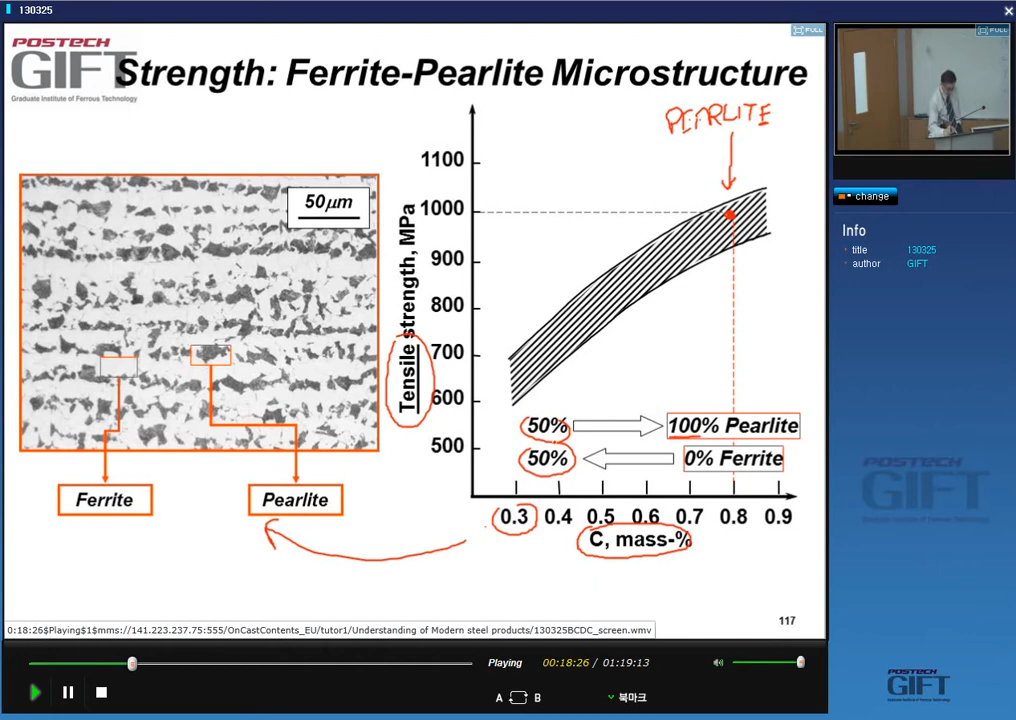 130325
POSTECH
GIFT
Graduate Institute of Ferrous Technology
Strength: Ferrite-Pearlite Microstructure
FULL
FULL
PEARLITE
50μm
Tensile strength, MPa
1100
1000
900
800
700
600
500
50%
100% Pearlite
50%
0% Ferrite
Ferrite
Pearlite
0.3 0.4 0.5 0.6 0.7 0.8 0.9
C, mass-%
117
0:18:26$Playing$1$mms://141.223.237.75:555/OnCastContents_EU/tutor1/Understanding of Modern steel products/130325BCDC_screen.wmv
change
Info
title 130325
author GIFT
POSTECH
GIFT
Playing 00:18:26 / 01:19:13
A B 북마크
POSTECH
GIFT